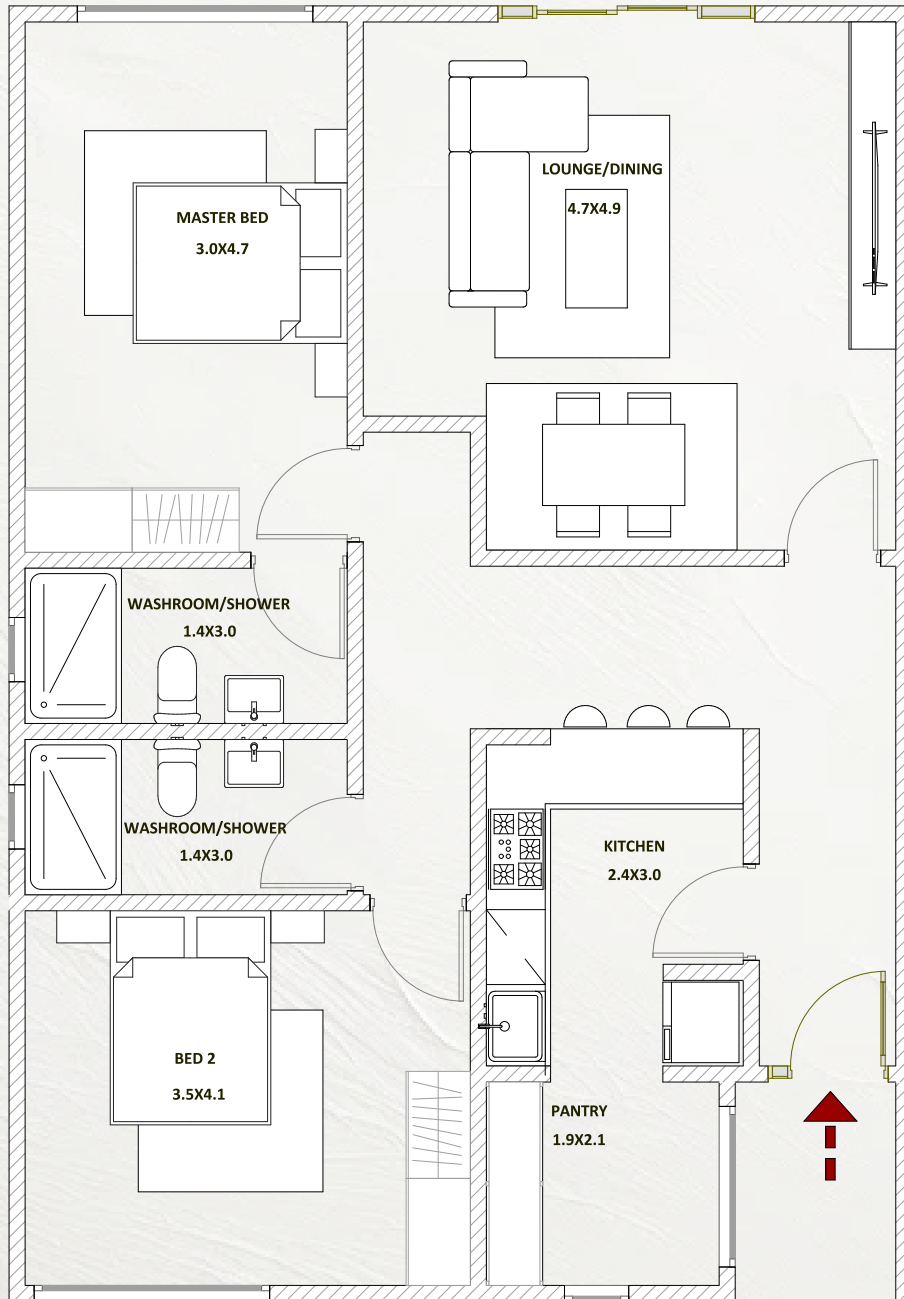 MASTER BED
3.0X4.7
LOUNGE/DINING
4.7X4.9
WASHROOM/SHOWER
1.4X3.0
WASHROOM/SHOWER
1.4X3.0
KITCHEN
2.4X3.0
BED 2
3.5X4.1
PANTRY
1.9X2.1